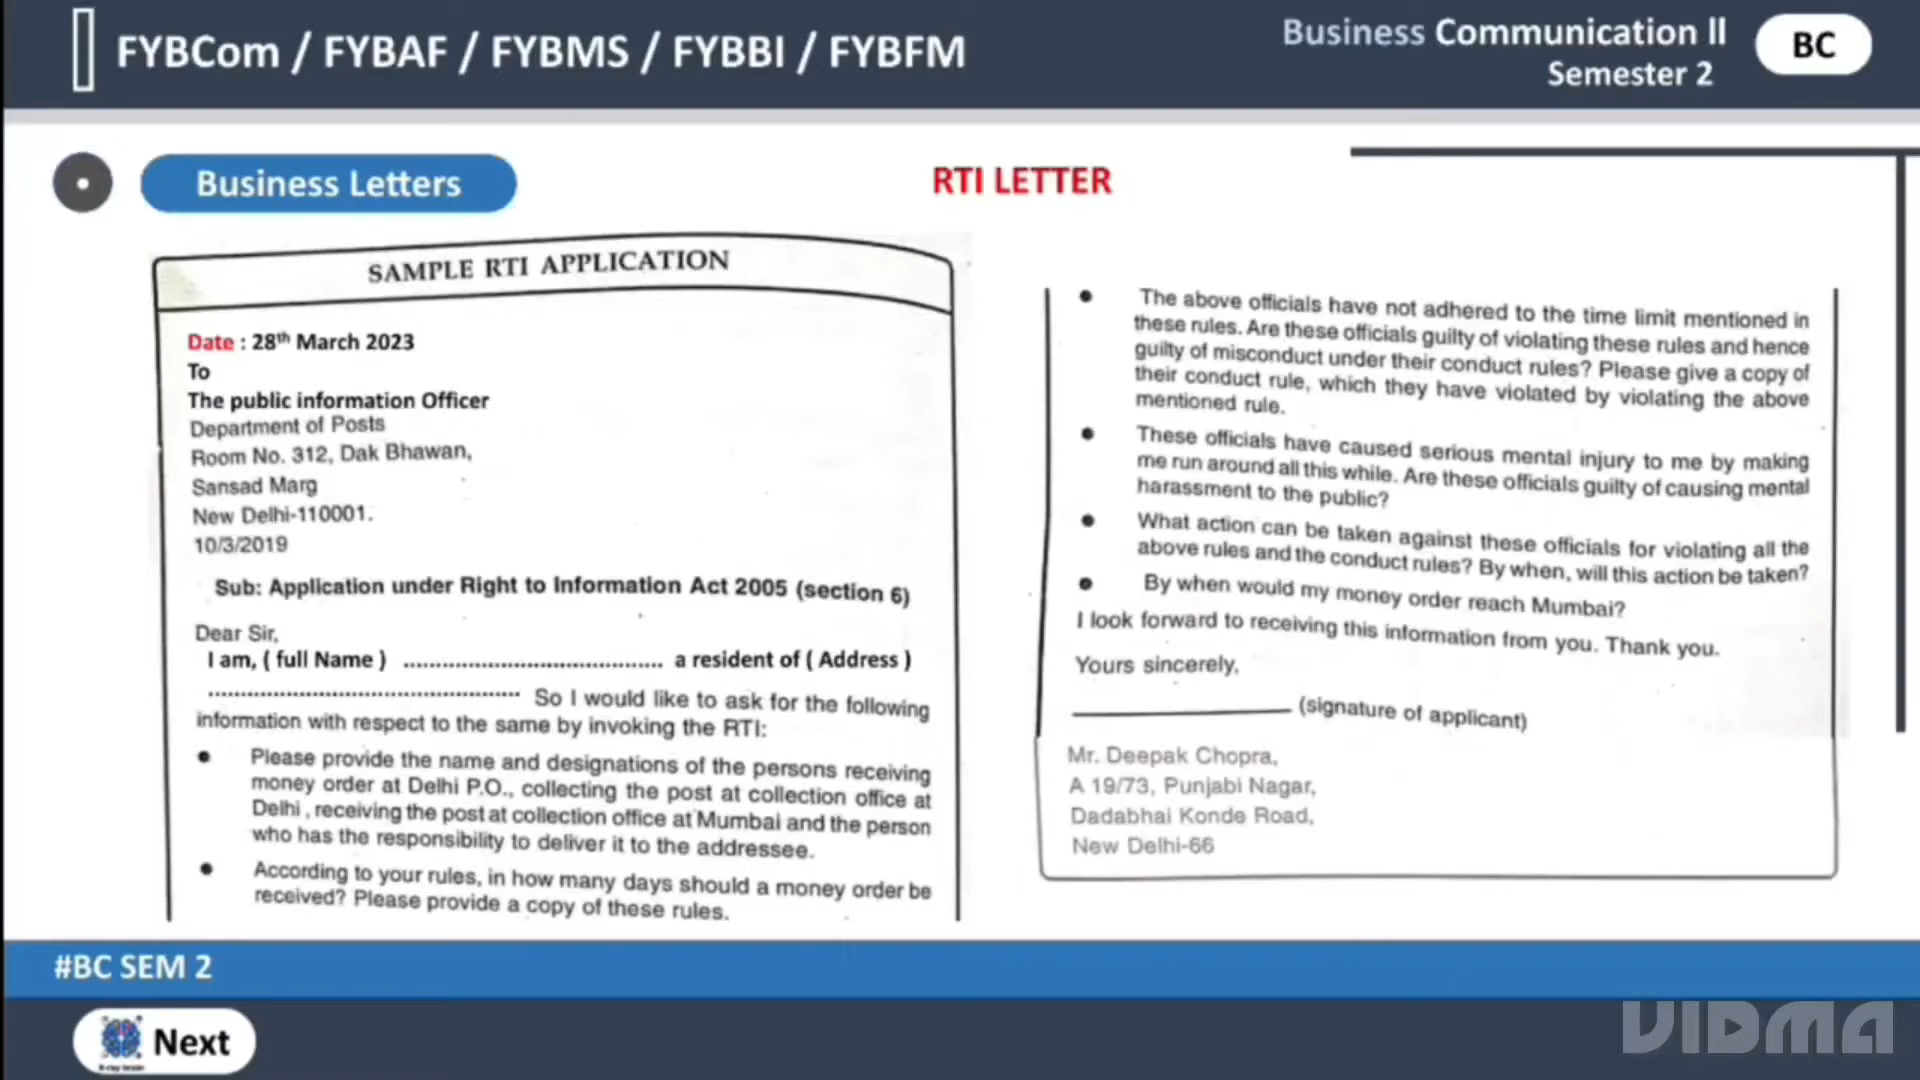 FYBCom / FYBAF / FYBMS / FYBBI / FYBFM
Business Communication II
Semester 2
BC
Business Letters
RTI LETTER
SAMPLE RTI APPLICATION
Date : 28th March 2023
To
The public information Officer
Department of Posts
Room No. 312, Dak Bhawan,
Sansad Marg
New Delhi-110001.
10/3/2019
Sub: Application under Right to Information Act 2005 (section 6)
Dear Sir,
I am, ( full Name ) ........................................ a resident of ( Address )
................................................ So I would like to ask for the following
information with respect to the same by invoking the RTI:
• Please provide the name and designations of the persons receiving
money order at Delhi P.O., collecting the post at collection office at
Delhi , receiving the post at collection office at Mumbai and the person
who has the responsibility to deliver it to the addressee.
• According to your rules, in how many days should a money order be
received? Please provide a copy of these rules.
• The above officials have not adhered to the time limit mentioned in
these rules. Are these officials guilty of violating these rules and hence
guilty of misconduct under their conduct rules? Please give a copy of
their conduct rule, which they have violated by violating the above
mentioned rule.
• These officials have caused serious mental injury to me by making
me run around all this while. Are these officials guilty of causing mental
harassment to the public?
• What action can be taken against these officials for violating all the
above rules and the conduct rules? By when, will this action be taken?
• By when would my money order reach Mumbai?
I look forward to receiving this information from you. Thank you.
Yours sincerely,
(signature of applicant)
Mr. Deepak Chopra,
A 19/73, Punjabi Nagar,
Dadabhai Konde Road,
New Delhi-66
#BC SEM 2
Next
VIDMA